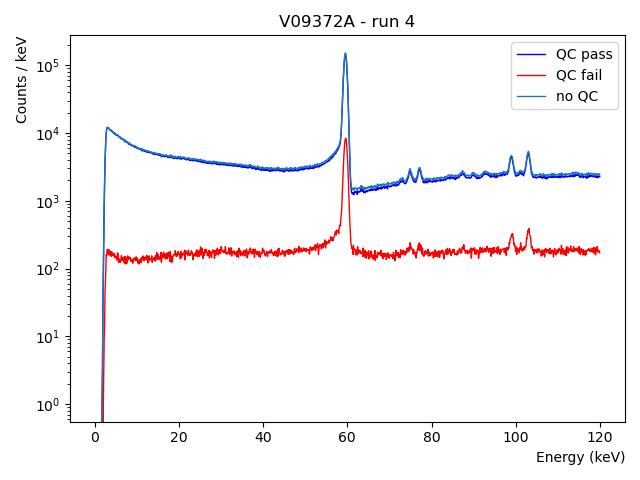 V09372A - run 4
Counts / keV
QC pass
QC fail
no QC
10^5
10^4
10^3
10^2
10^1
10^0
0 20 40 60 80 100 120
Energy (keV)